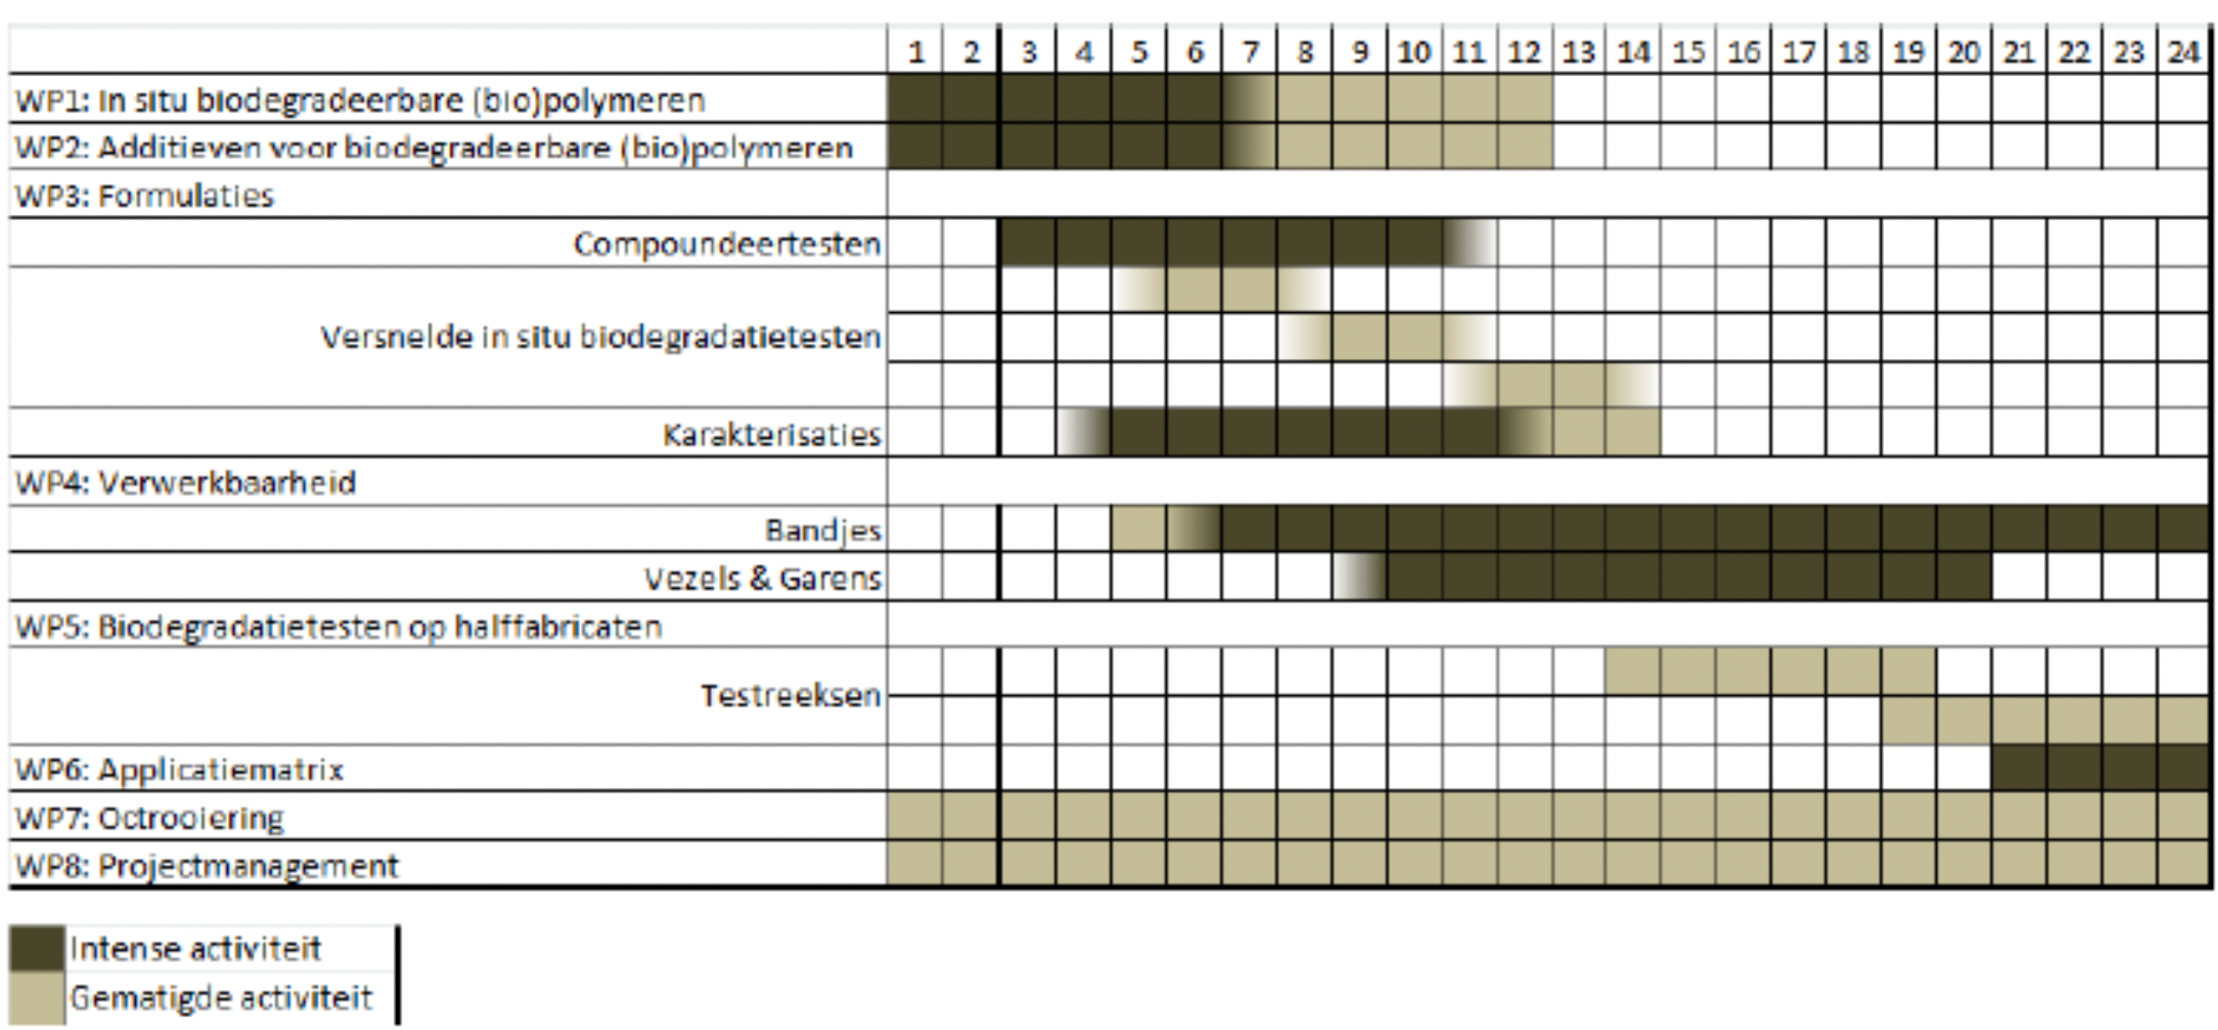 1 2 3 4 5 6 7 8 9 10 11 12 13 14 15 16 17 18 19 20 21 22 23 24
WP1: In situ biodegradeerbare (bio)polymeren
WP2: Additieven voor biodegradeerbare (bio)polymeren
WP3: Formulaties
Compoundeertesten
Versnelde in situ biodegradatietesten
Karakterisaties
WP4: Verwerkbaarheid
Bandjes
Vezels & Garens
WP5: Biodegradatietesten op halffabricaten
Testreeksen
WP6: Applicatiematrix
WP7: Octrooiering
WP8: Projectmanagement
Intense activiteit
Gematigde activiteit